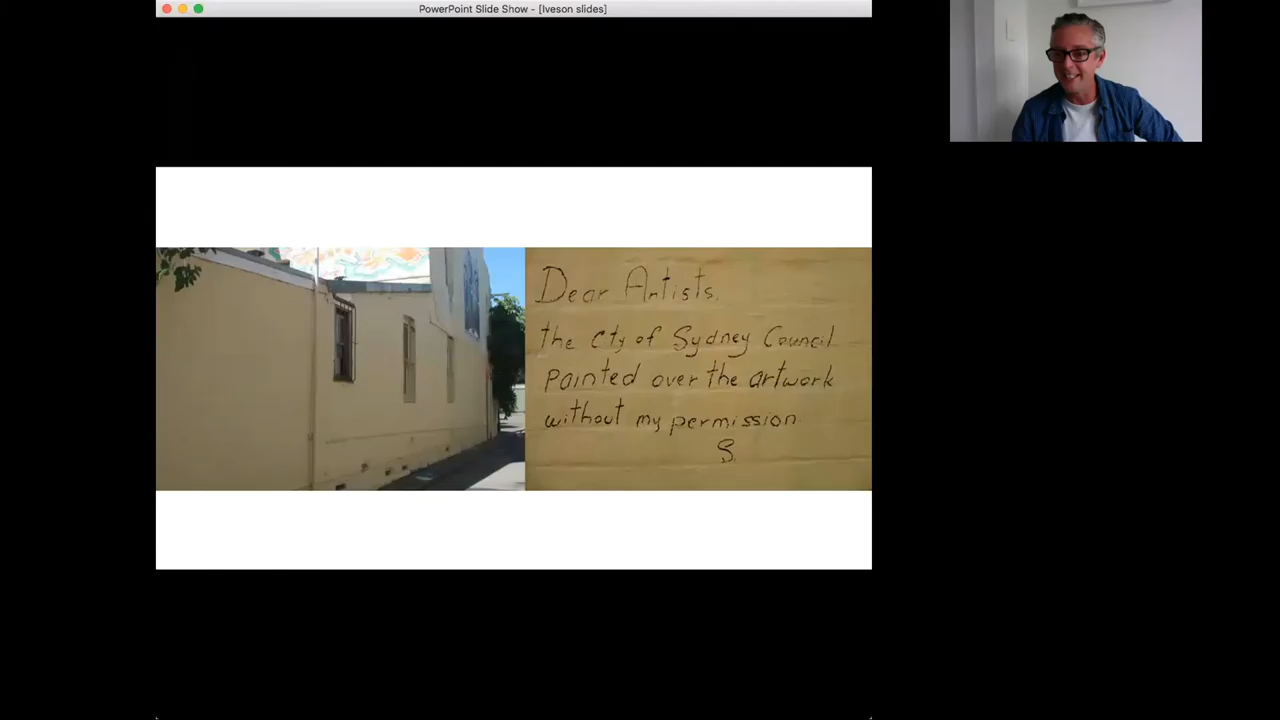 PowerPoint Slide Show - [Iveson slides]
Dear Artists,
the City of Sydney Council
painted over the artwork
without my permission.
S.